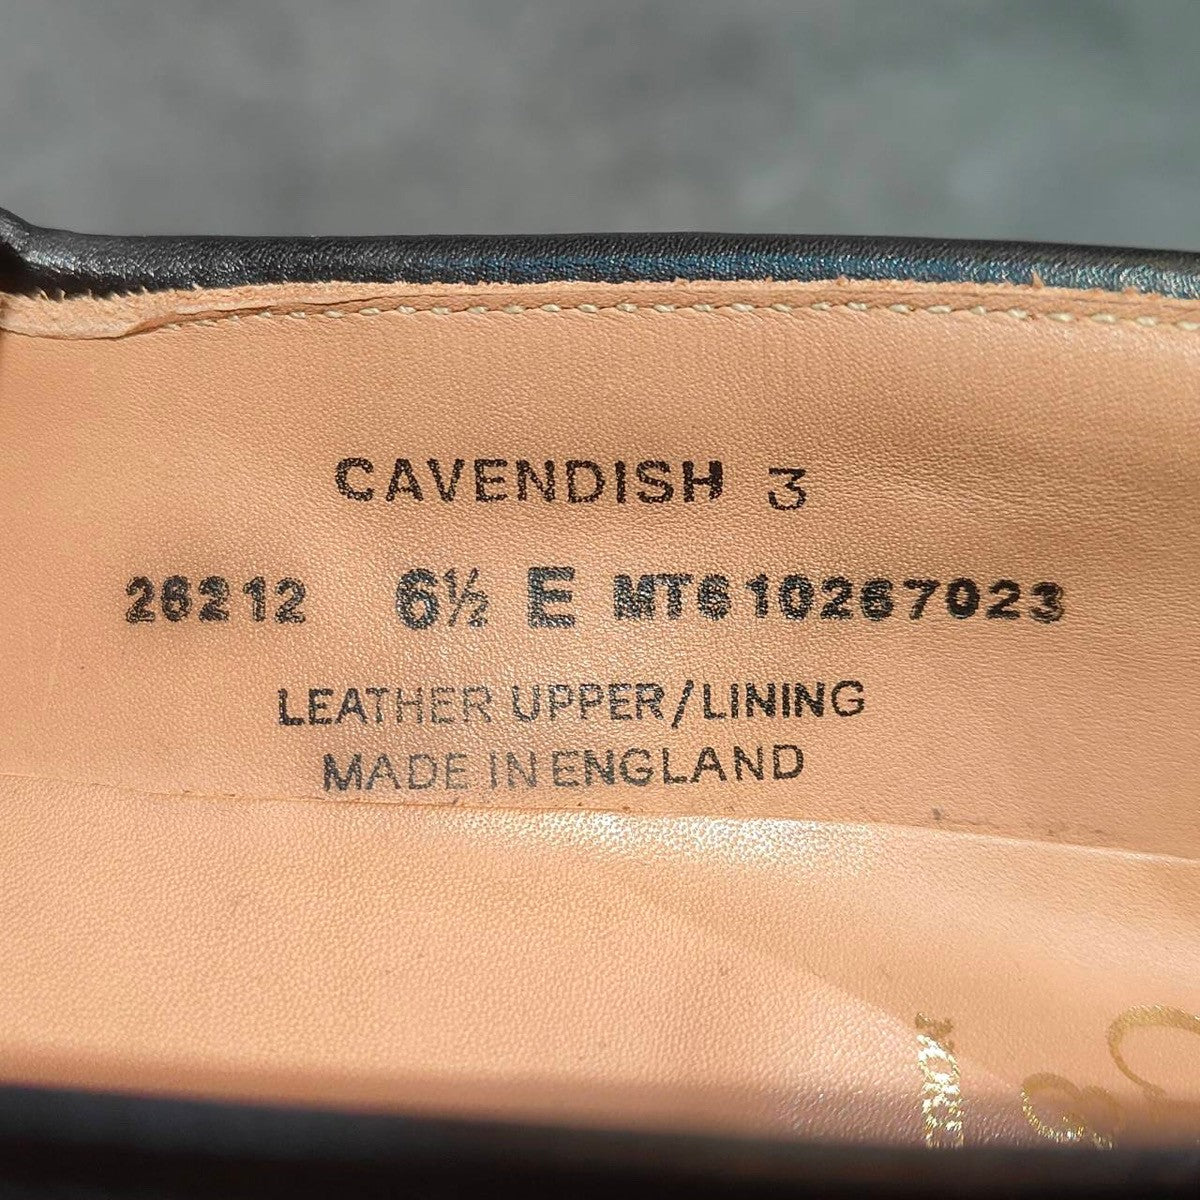 CAVENDISH 3
26212 6½ E MT610267023
LEATHER UPPER/LINING
MADE IN ENGLAND